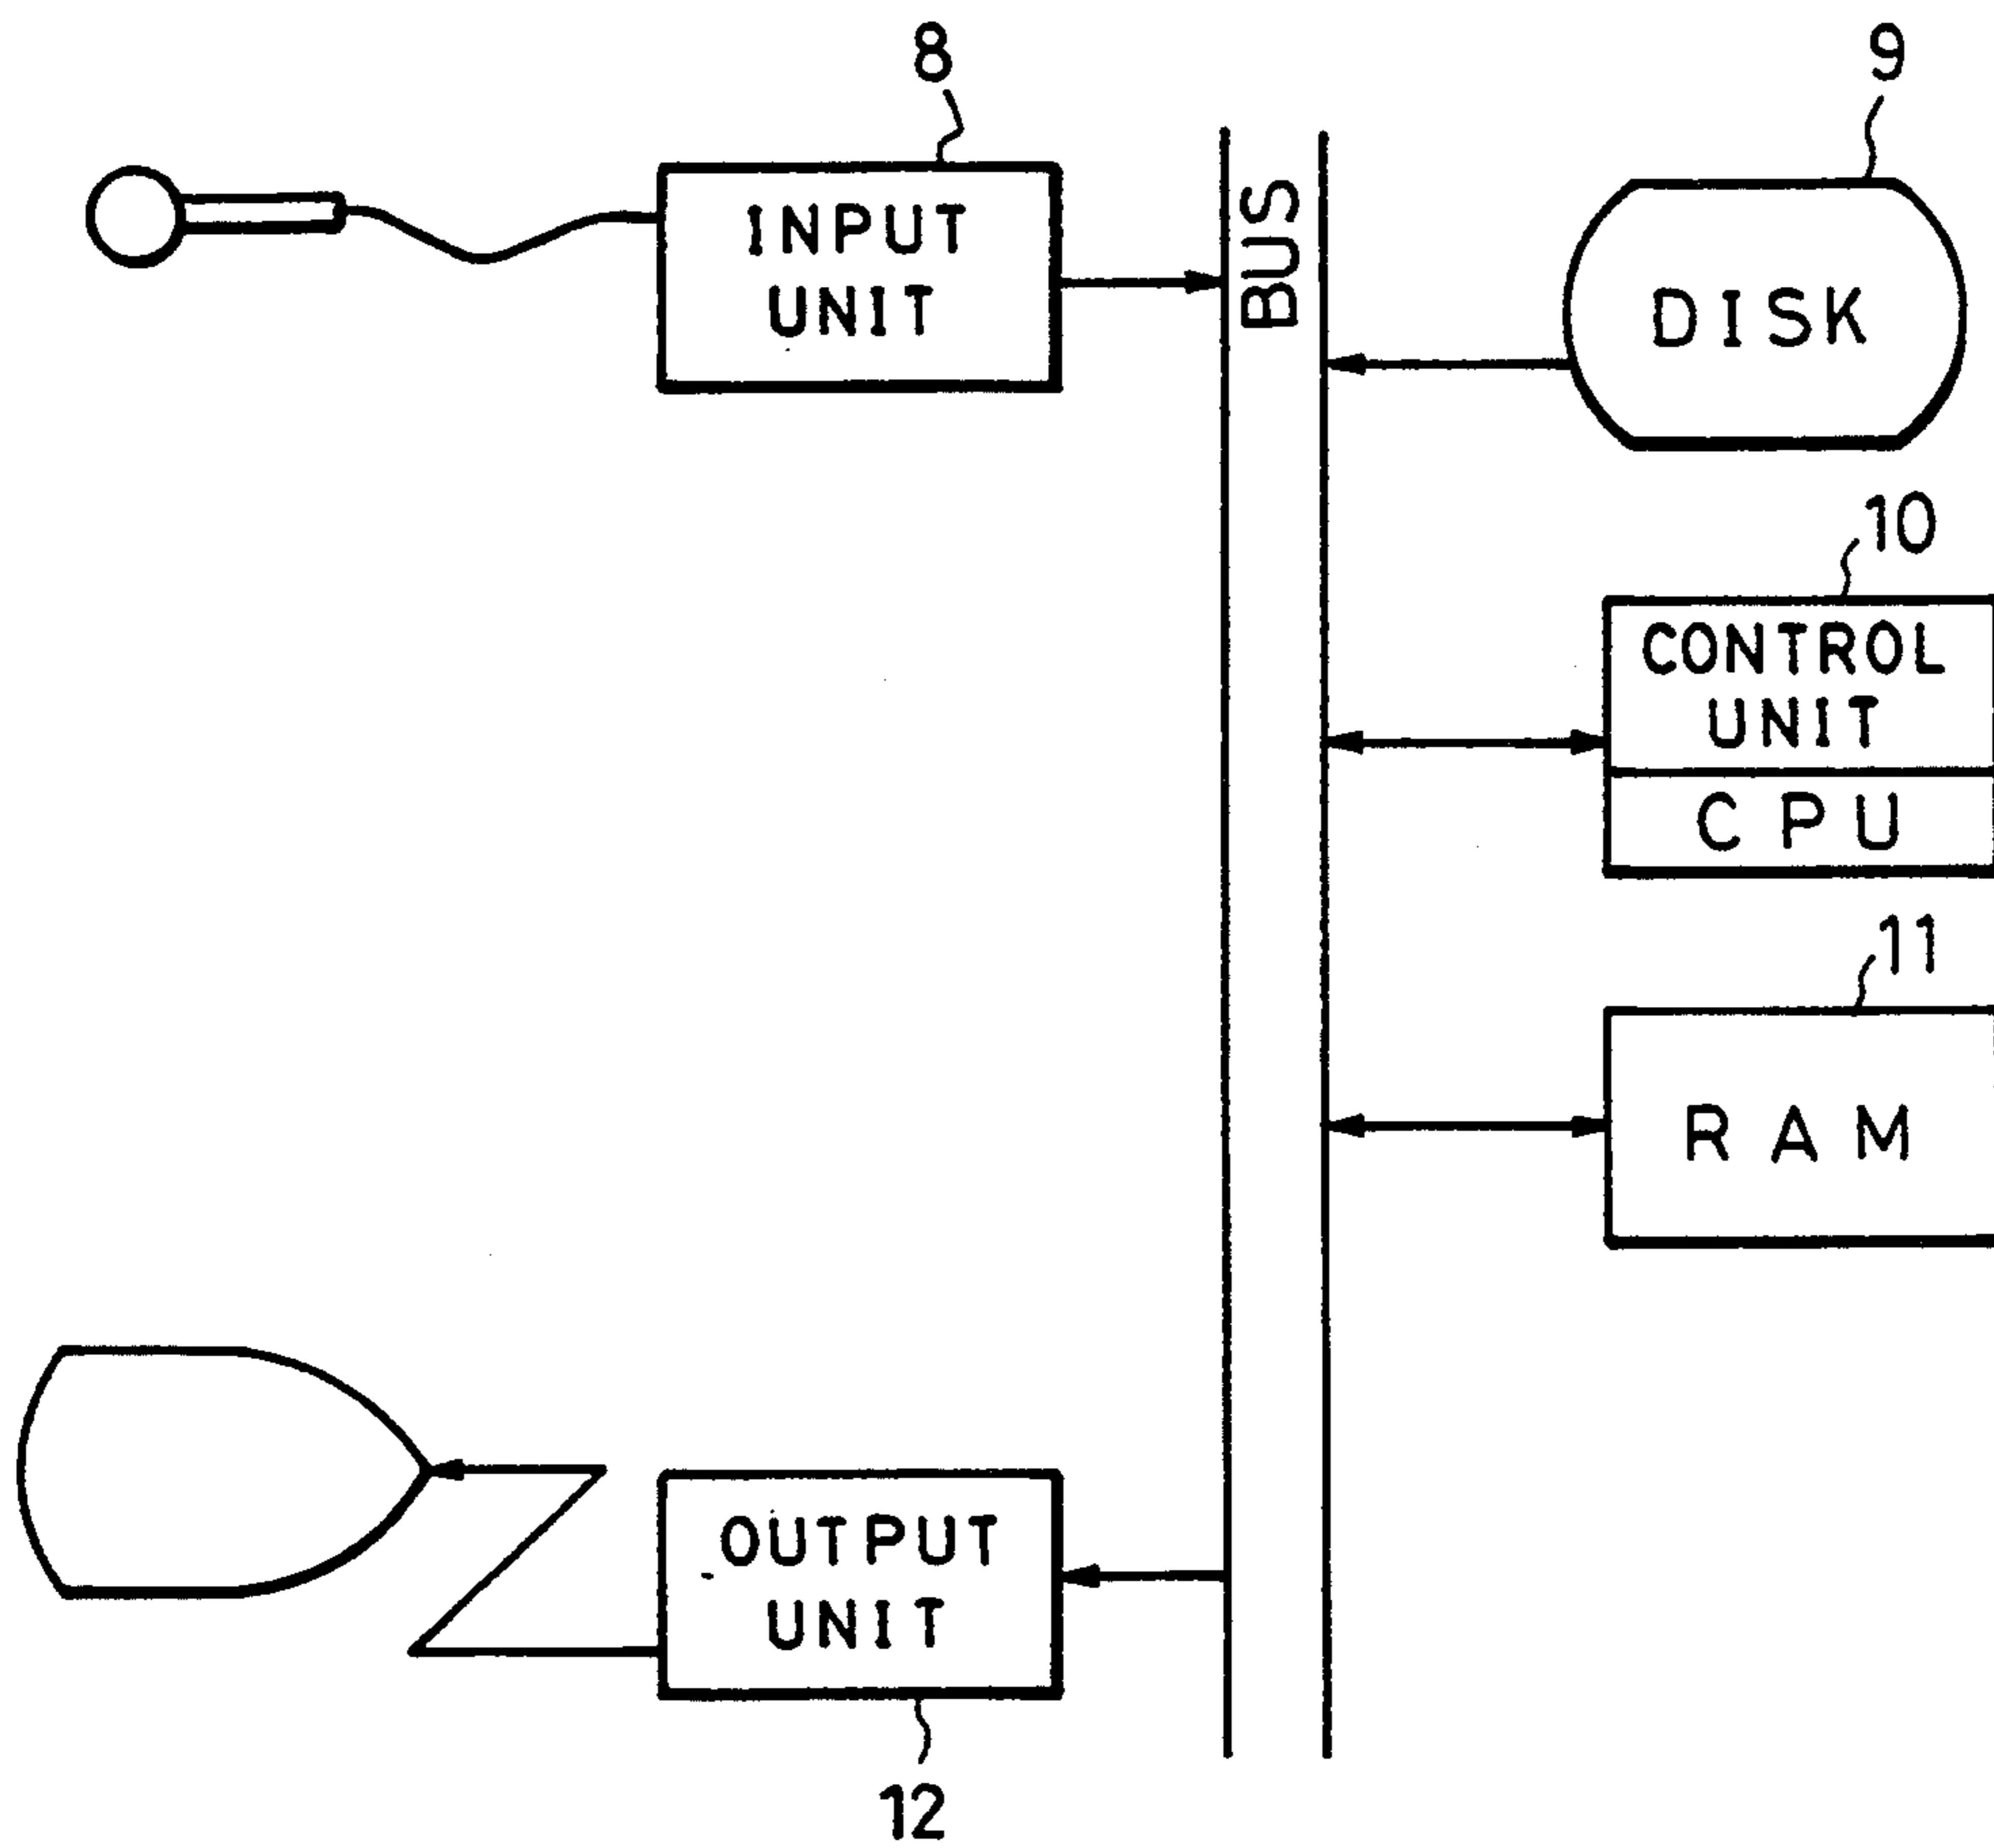 8
INPUT
UNIT
BUS
9
DISK
10
CONTROL
UNIT
CPU
11
RAM
OUTPUT
UNIT
12